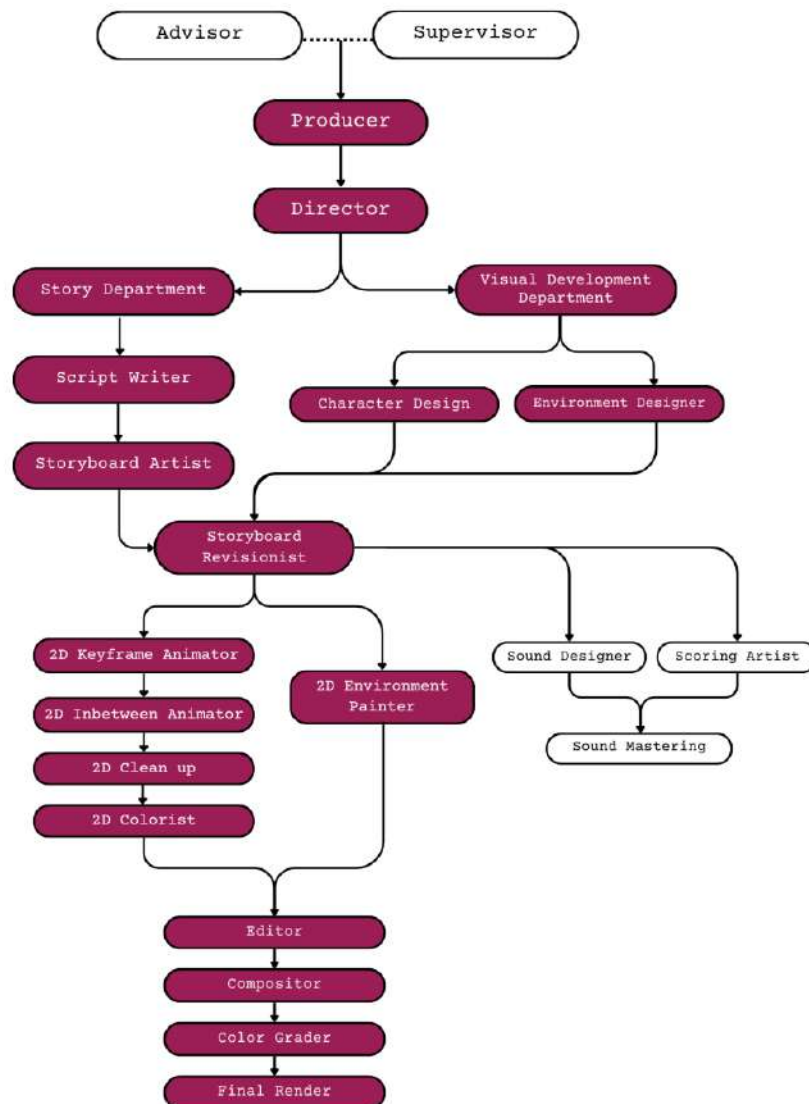 Advisor
Supervisor
Producer
Director
Story Department
Visual Development
Department
Script Writer
Character Design
Environment Designer
Storyboard Artist
Storyboard
Revisionist
2D Keyframe Animator
Sound Designer
Scoring Artist
2D Environment
Painter
2D Inbetween Animator
Sound Mastering
2D Clean up
2D Colorist
Editor
Compositor
Color Grader
Final Render